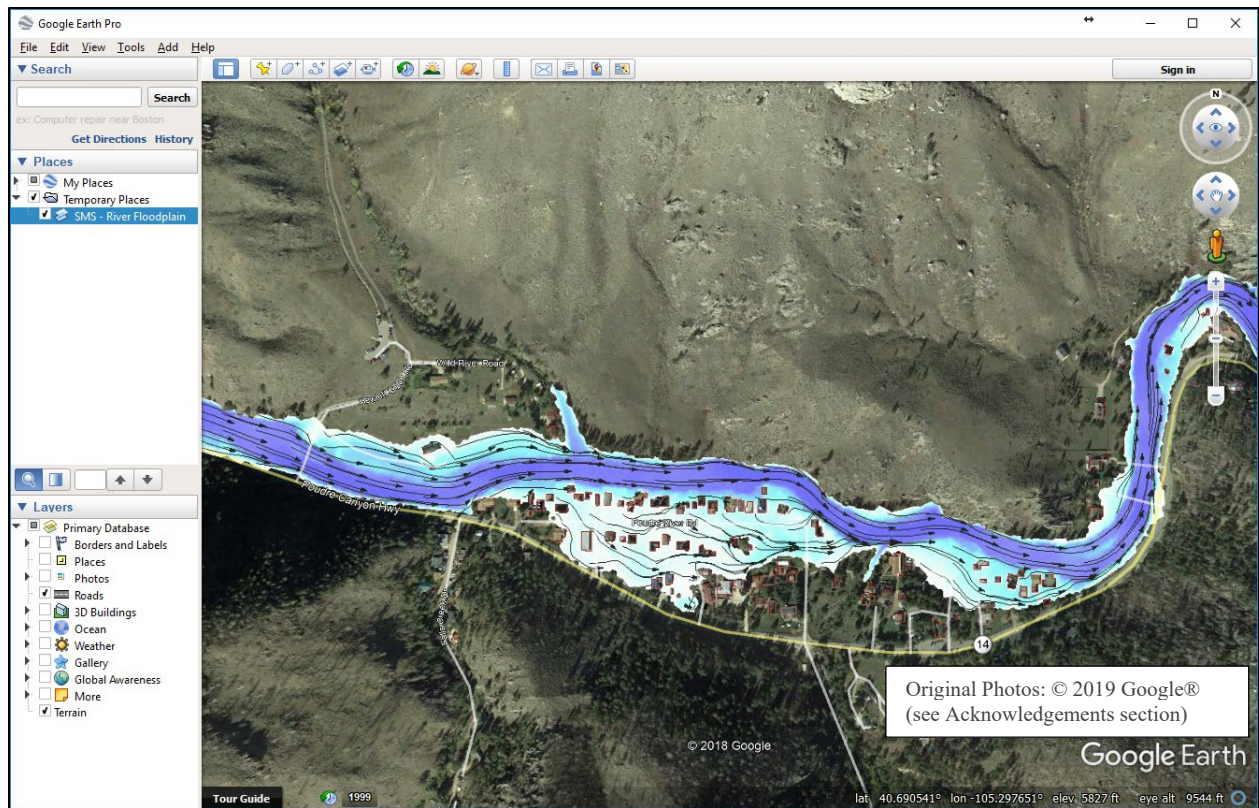 Google Earth Pro
File Edit View Tools Add Help
Search
Search
ex: Computer repair near Boston
Get Directions History
Places
My Places
Temporary Places
SMS - River Floodplain
Layers
Primary Database
Borders and Labels
Places
Photos
Roads
3D Buildings
Ocean
Weather
Gallery
Global Awareness
More
Terrain
Sign in
N
Wild River Road
Poudre Canyon Hwy
Poudre River Rd
14
Original Photos: © 2019 Google®
(see Acknowledgements section)
© 2018 Google
Google Earth
Tour Guide 1999 lat 40.690541° lon -105.297651° elev 5827 ft eye alt 9544 ft